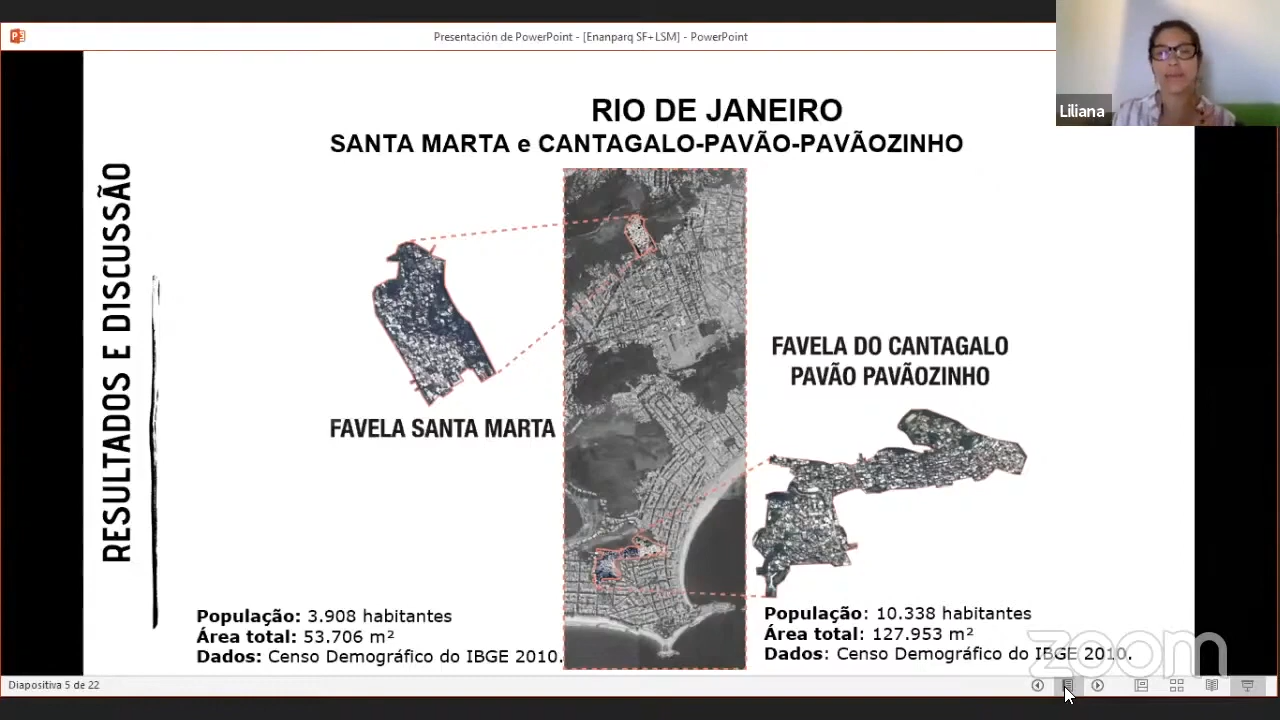 Presentación de PowerPoint - [Enanparq SF+LSM] - PowerPoint
Liliana
RESULTADOS E DISCUSSÃO
RIO DE JANEIRO
SANTA MARTA e CANTAGALO-PAVÃO-PAVÃOZINHO
FAVELA SANTA MARTA
FAVELA DO CANTAGALO
PAVÃO PAVÃOZINHO
População: 3.908 habitantes
Área total: 53.706 m²
Dados: Censo Demográfico do IBGE 2010.
População: 10.338 habitantes
Área total: 127.953 m²
Dados: Censo Demográfico do IBGE 2010.
zoom
Diapositiva 5 de 22